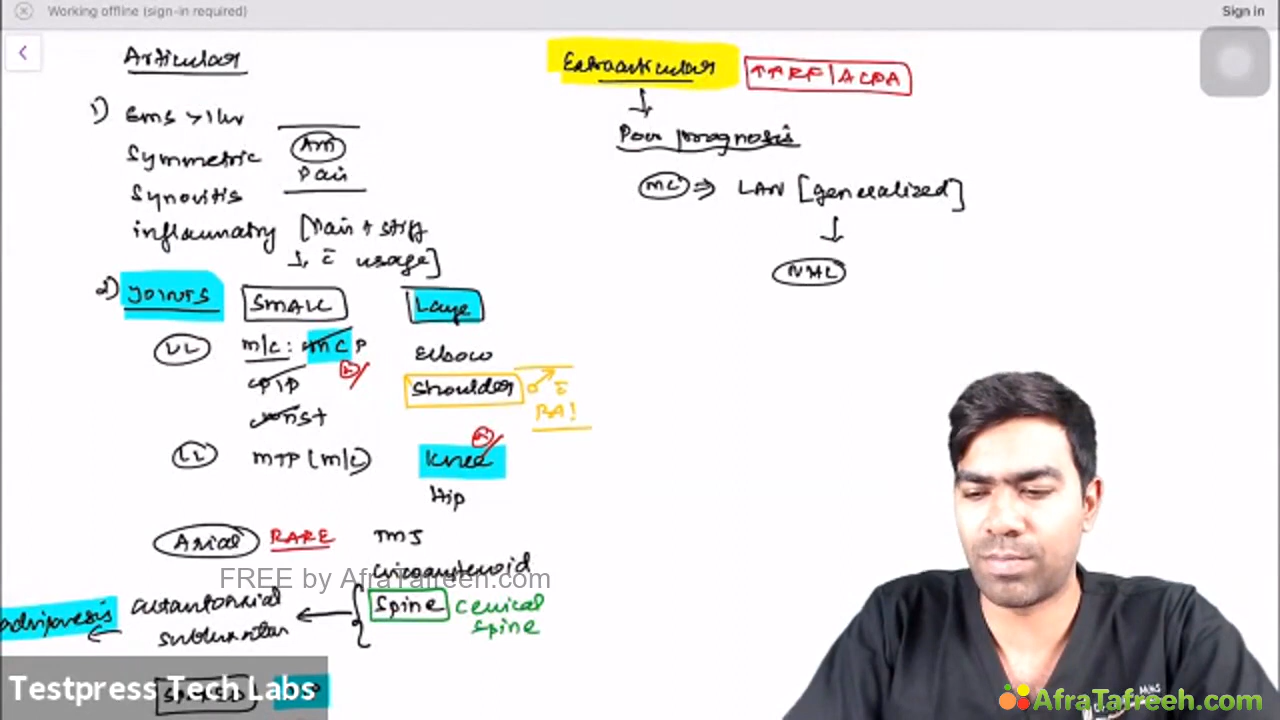 Working offline (sign-in required)
Sign in
Articular
Extraarticular
↑↑RF/ACPA
1) EMS >1hr
Symmetric
Synovitis
inflammatory [Pain + stiff
↓ c̄ usage]
AM
Pain
Poor prognosis
M/C ⇒ LAN [generalized]
NHL
2) JOINTS
SMALL
Large
UL
m/c: MCP
PIP
Elbow
Shoulder
c̄
RA!
LL
MTP (M/C)
Knee
Hip
Axial
RARE
TMJ
cricoarytenoid
FREE by AfraTafreeh.com
Spine
Cervical
Spine
subluxation
Testpress Tech Labs
AfraTafreeh.com